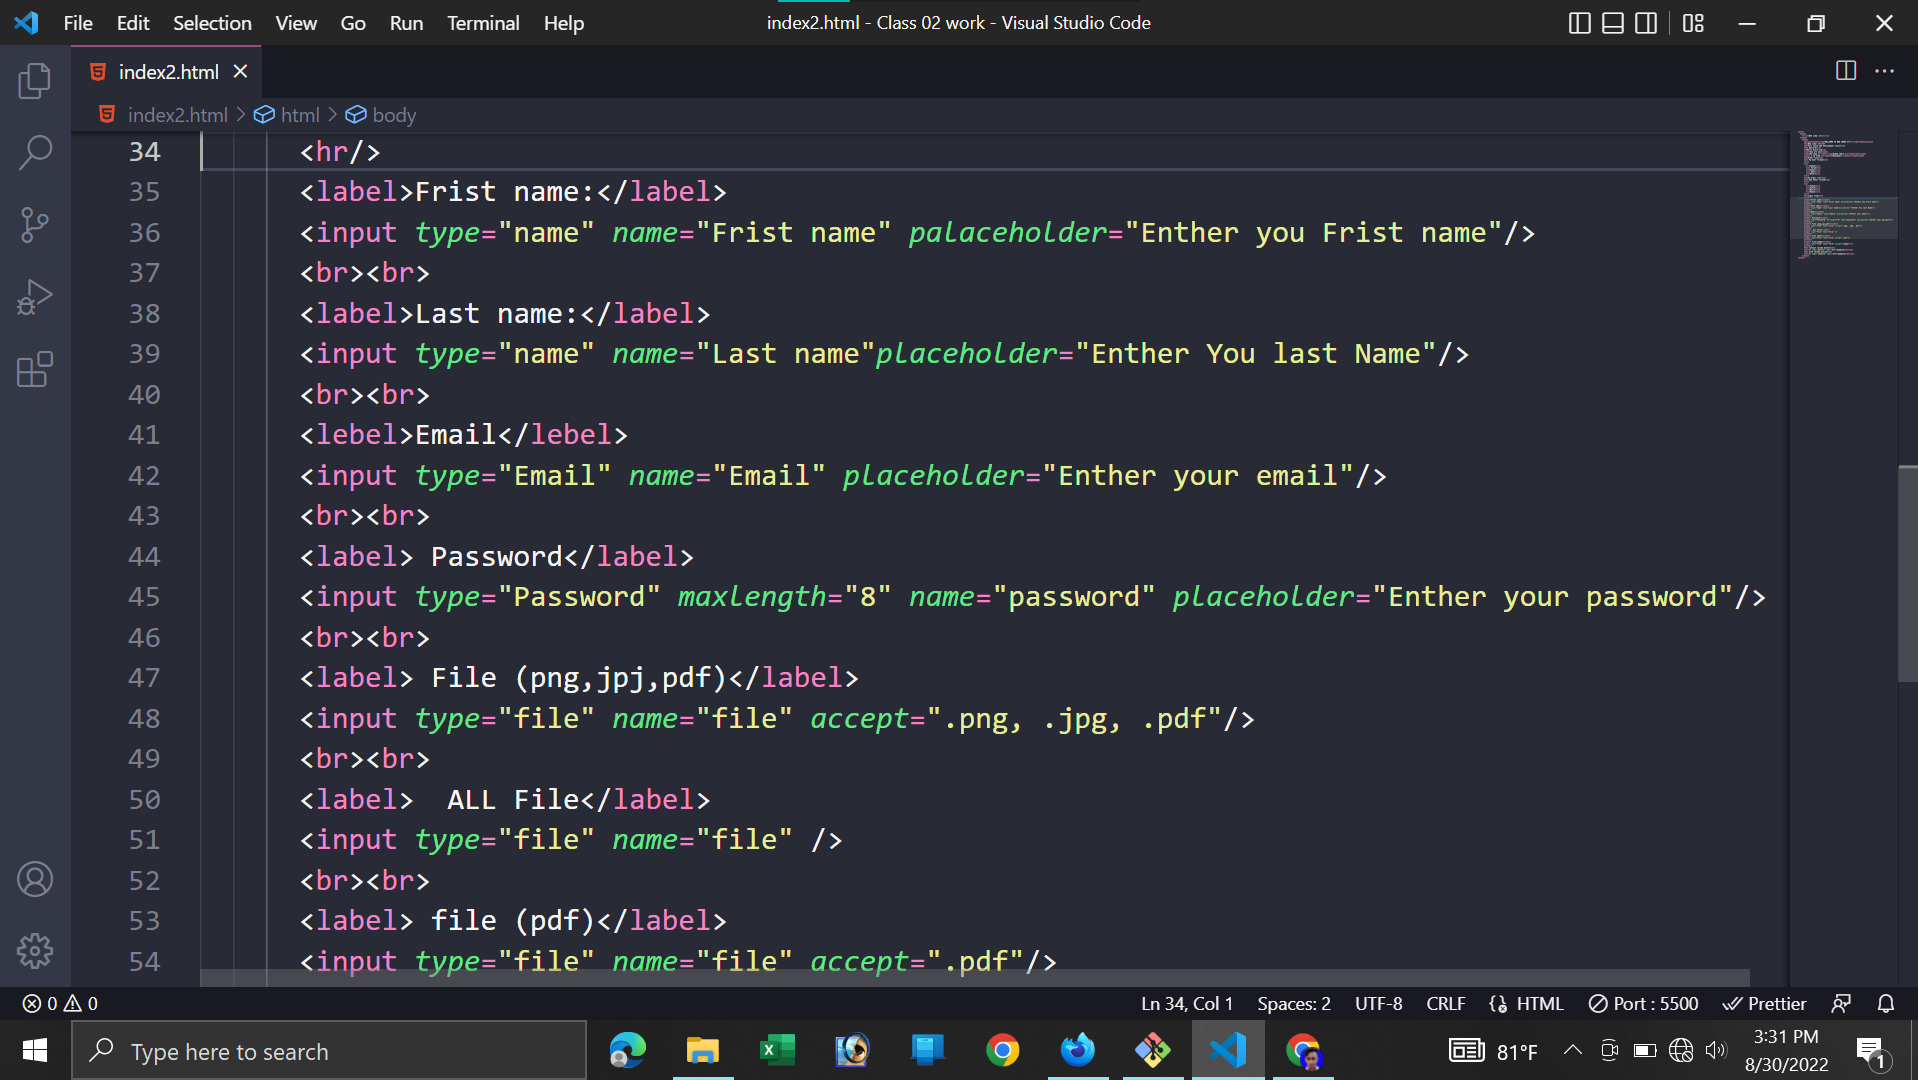 File Edit Selection View Go Run Terminal Help
index2.html - Class 02 work - Visual Studio Code
index2.html
index2.html > html > body
34 <hr/>
35 <label>Frist name:</label>
36 <input type="name" name="Frist name" palaceholder="Enther you Frist name"/>
37 <br><br>
38 <label>Last name:</label>
39 <input type="name" name="Last name"placeholder="Enther You last Name"/>
40 <br><br>
41 <lebel>Email</lebel>
42 <input type="Email" name="Email" placeholder="Enther your email"/>
43 <br><br>
44 <label> Password</label>
45 <input type="Password" maxlength="8" name="password" placeholder="Enther your password"/>
46 <br><br>
47 <label> File (png,jpj,pdf)</label>
48 <input type="file" name="file" accept=".png, .jpg, .pdf"/>
49 <br><br>
50 <label>  ALL File</label>
51 <input type="file" name="file" />
52 <br><br>
53 <label> file (pdf)</label>
54 <input type="file" name="file" accept=".pdf"/>
0 0 Ln 34, Col 1 Spaces: 2 UTF-8 CRLF HTML Port : 5500 Prettier
Type here to search
81°F
3:31 PM
8/30/2022
1